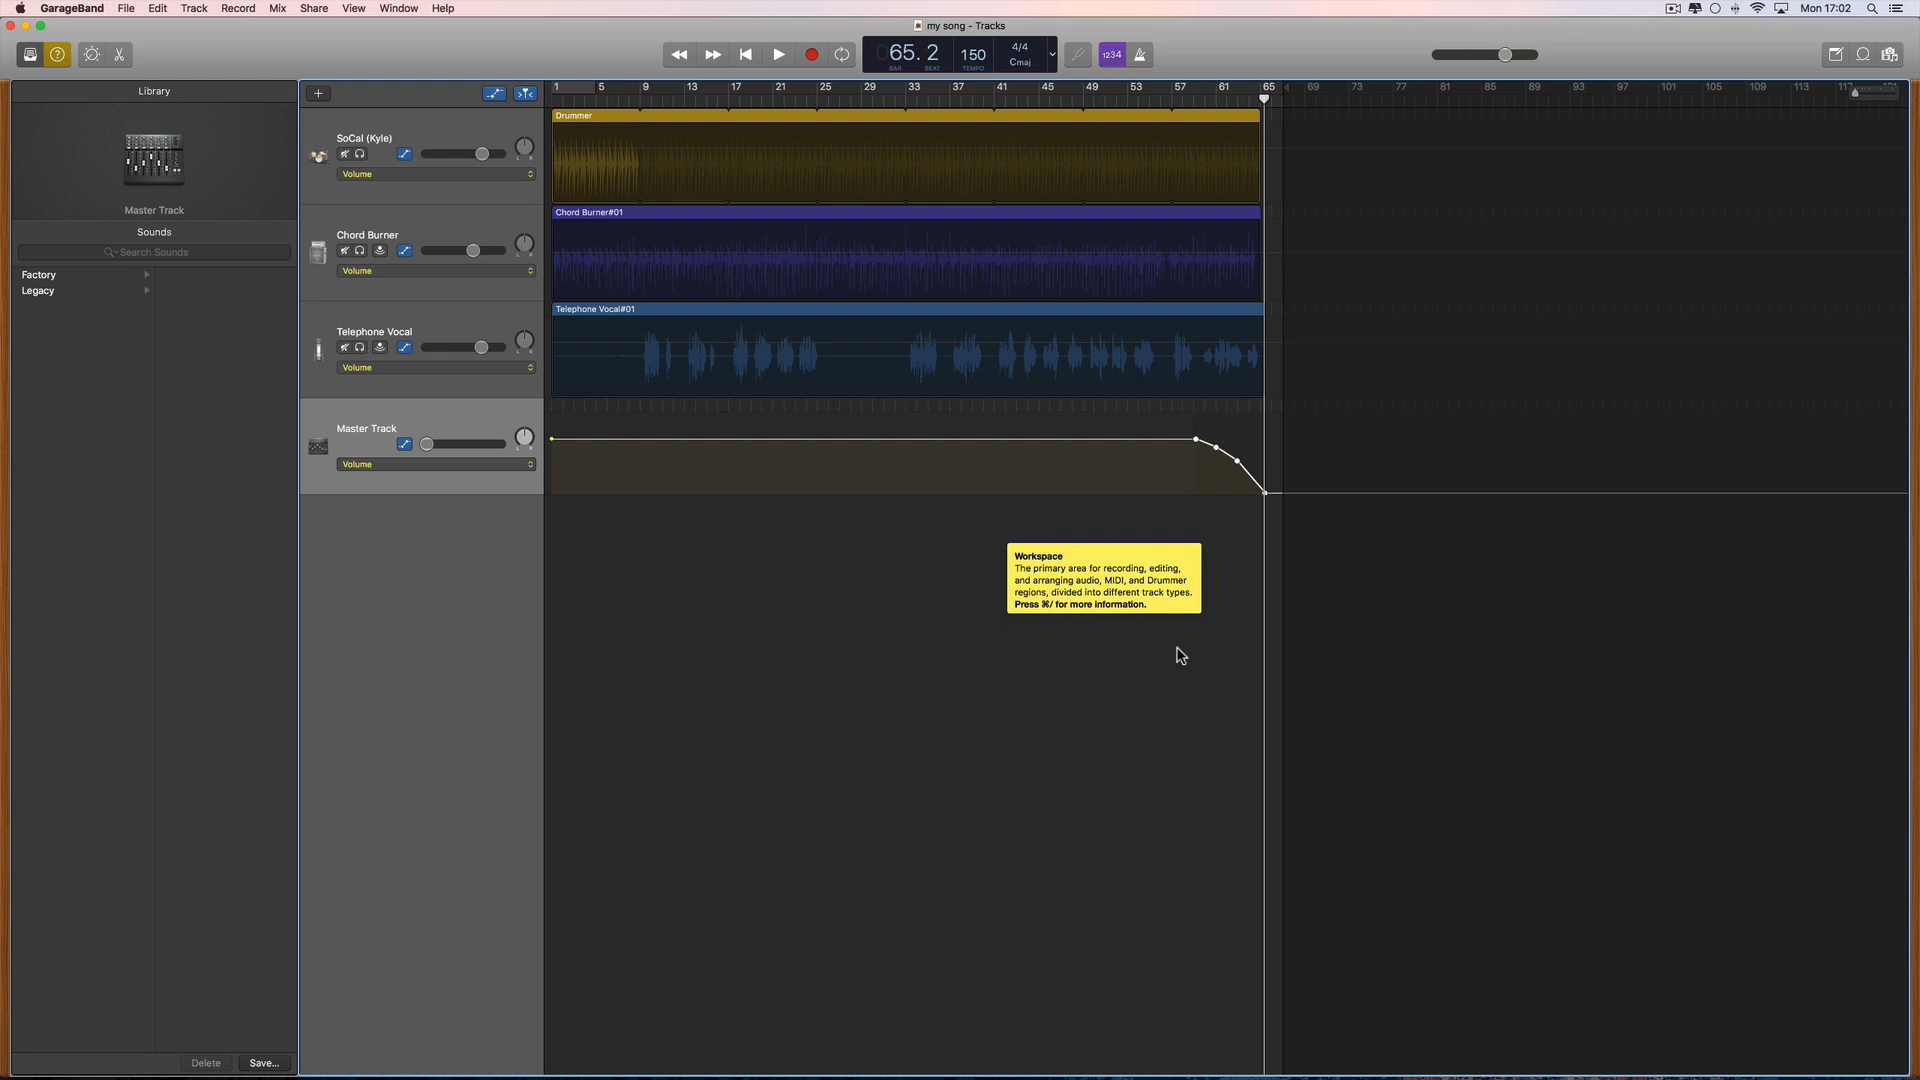 GarageBand File Edit Track Record Mix Share View Window Help Mon 17:02
my song - Tracks
65. 2 150 4/4
Cmaj
BAR BEAT TEMPO
1234
Library
1 5 9 13 17 21 25 29 33 37 41 45 49 53 57 61 65 69 73 77 81 85 89 93 97 101 105 109 113
Drummer
SoCal (Kyle)
Volume
Master Track
Sounds
Search Sounds
Factory
Legacy
Chord Burner#01
Chord Burner
Volume
Telephone Vocal#01
Telephone Vocal
Volume
Master Track
Volume
Workspace
The primary area for recording, editing,
and arranging audio, MIDI, and Drummer
regions, divided into different track types.
Press ⌘/ for more information.
Delete Save...